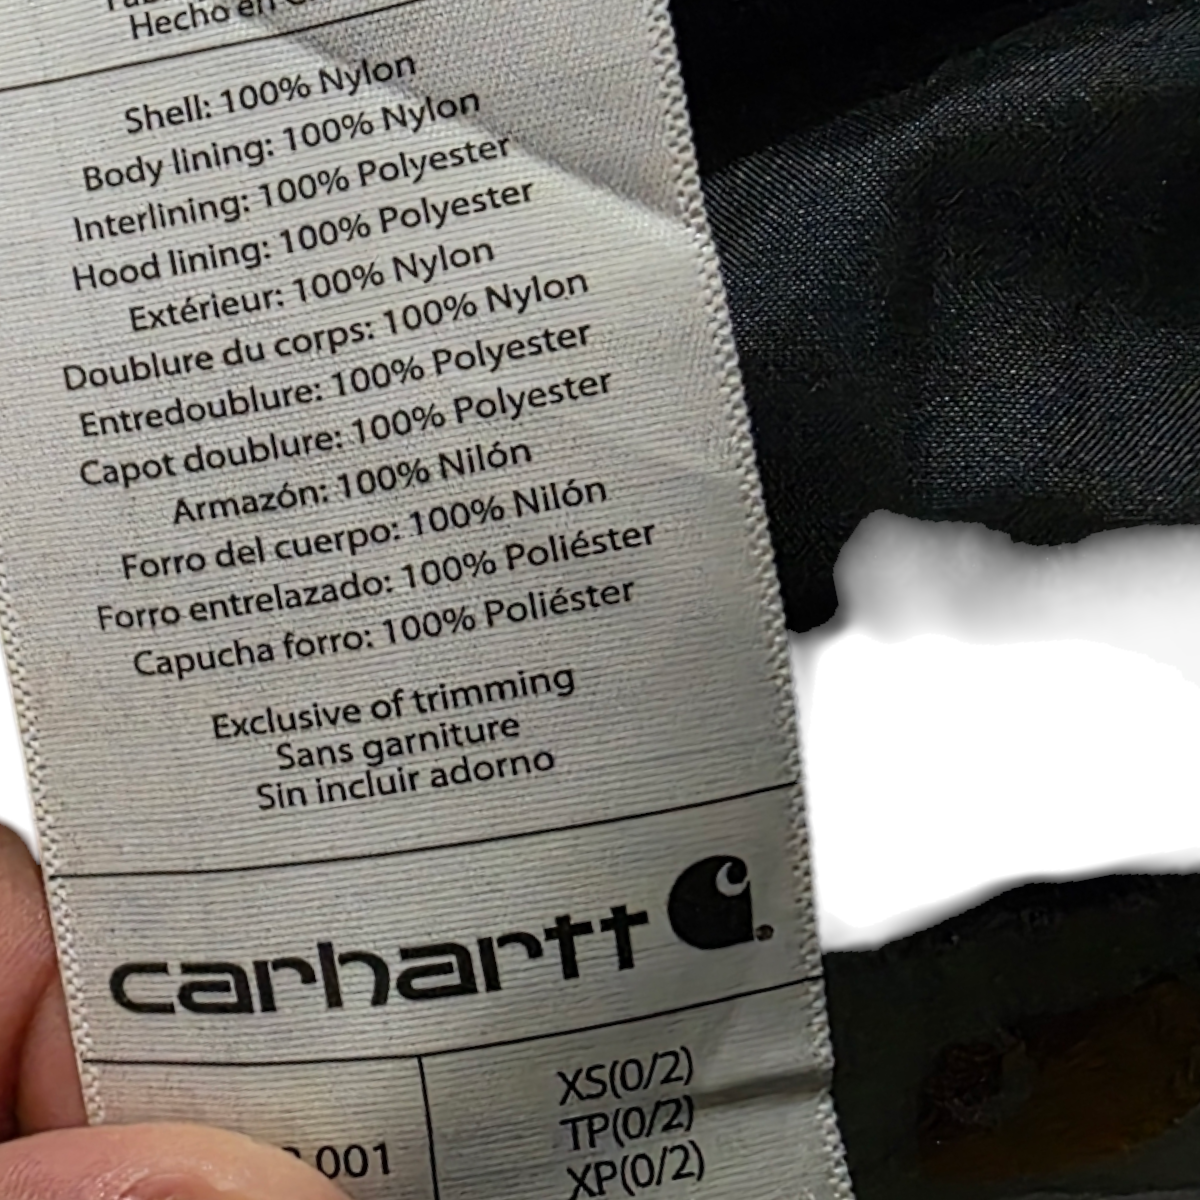 Hecho en
Shell: 100% Nylon
Body lining: 100% Nylon
Interlining: 100% Polyester
Hood lining: 100% Polyester
Extérieur: 100% Nylon
Doublure du corps: 100% Nylon
Entredoublure: 100% Polyester
Capot doublure: 100% Polyester
Armazón: 100% Nilón
Forro del cuerpo: 100% Nilón
Forro entrelazado: 100% Poliéster
Capucha forro: 100% Poliéster
Exclusive of trimming
Sans garniture
Sin incluir adorno
carhartt
001
XS(0/2)
TP(0/2)
XP(0/2)